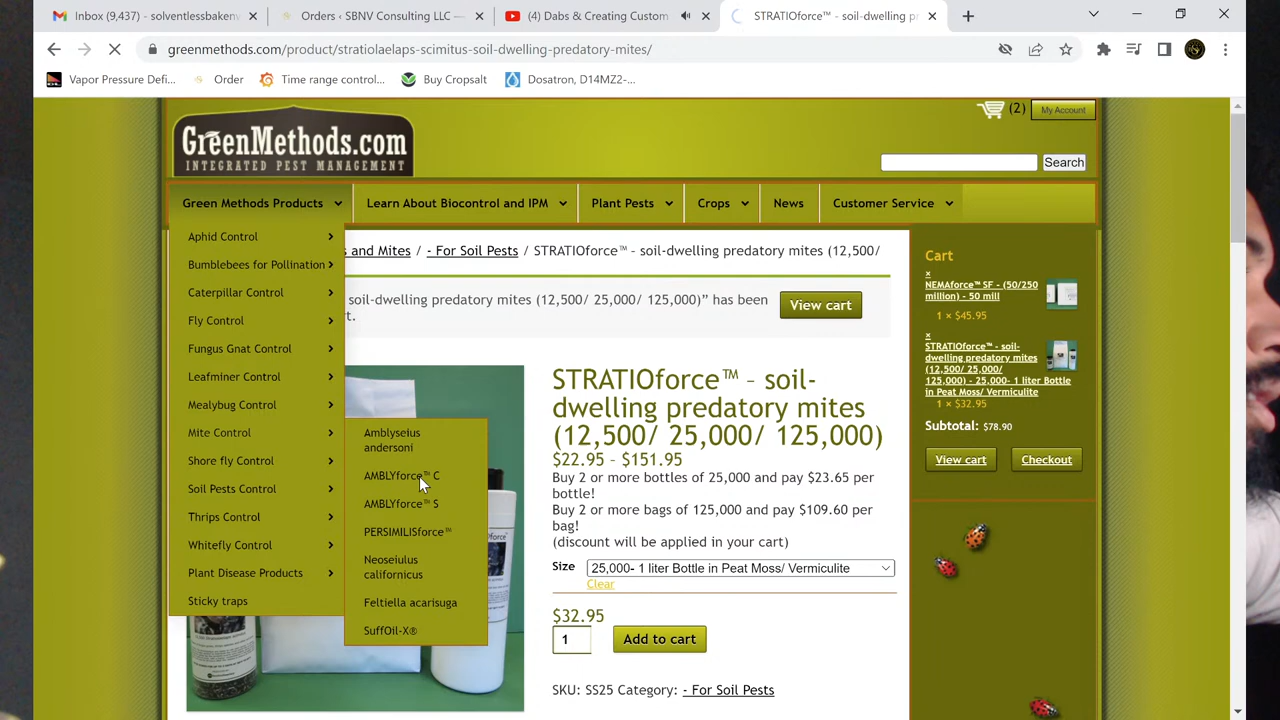 Inbox (9,437) - solventlessbaken
Orders ‹ SBNV Consulting LLC —
(4) Dabs & Creating Custom
STRATIOforce™ - soil-dwelling pr
greenmethods.com/product/stratiolaelaps-scimitus-soil-dwelling-predatory-mites/
Vapor Pressure Defi...
Order
Time range control...
Buy Cropsalt
Dosatron, D14MZ2-...
GreenMethods.com
INTEGRATED PEST MANAGEMENT
(2)
My Account
Search
Green Methods Products
Learn About Biocontrol and IPM
Plant Pests
Crops
News
Customer Service
Aphid Control
Bumblebees for Pollination
Caterpillar Control
Fly Control
Fungus Gnat Control
Leafminer Control
Mealybug Control
Mite Control
Shore fly Control
Soil Pests Control
Thrips Control
Whitefly Control
Plant Disease Products
Sticky traps
Amblyseius
andersoni
AMBLYforce™ C
AMBLYforce™ S
PERSIMILISforce™
Neoseiulus
californicus
Feltiella acarisuga
SuffOil-X®
s and Mites / - For Soil Pests / STRATIOforce™ - soil-dwelling predatory mites (12,500/
soil-dwelling predatory mites (12,500/ 25,000/ 125,000)” has been
t.
View cart
STRATIOforce™ – soil-
dwelling predatory mites
(12,500/ 25,000/ 125,000)
$22.95 – $151.95
Buy 2 or more bottles of 25,000 and pay $23.65 per
bottle!
Buy 2 or more bags of 125,000 and pay $109.60 per
bag!
(discount will be applied in your cart)
Size
25,000- 1 liter Bottle in Peat Moss/ Vermiculite
Clear
$32.95
1
Add to cart
SKU: SS25 Category: - For Soil Pests
Cart
×
NEMAforce™ SF - (50/250
million) - 50 mill
1 × $45.95
×
STRATIOforce™ - soil-
dwelling predatory mites
(12,500/ 25,000/
125,000) - 25,000- 1 liter Bottle
in Peat Moss/ Vermiculite
1 × $32.95
Subtotal: $78.90
View cart
Checkout